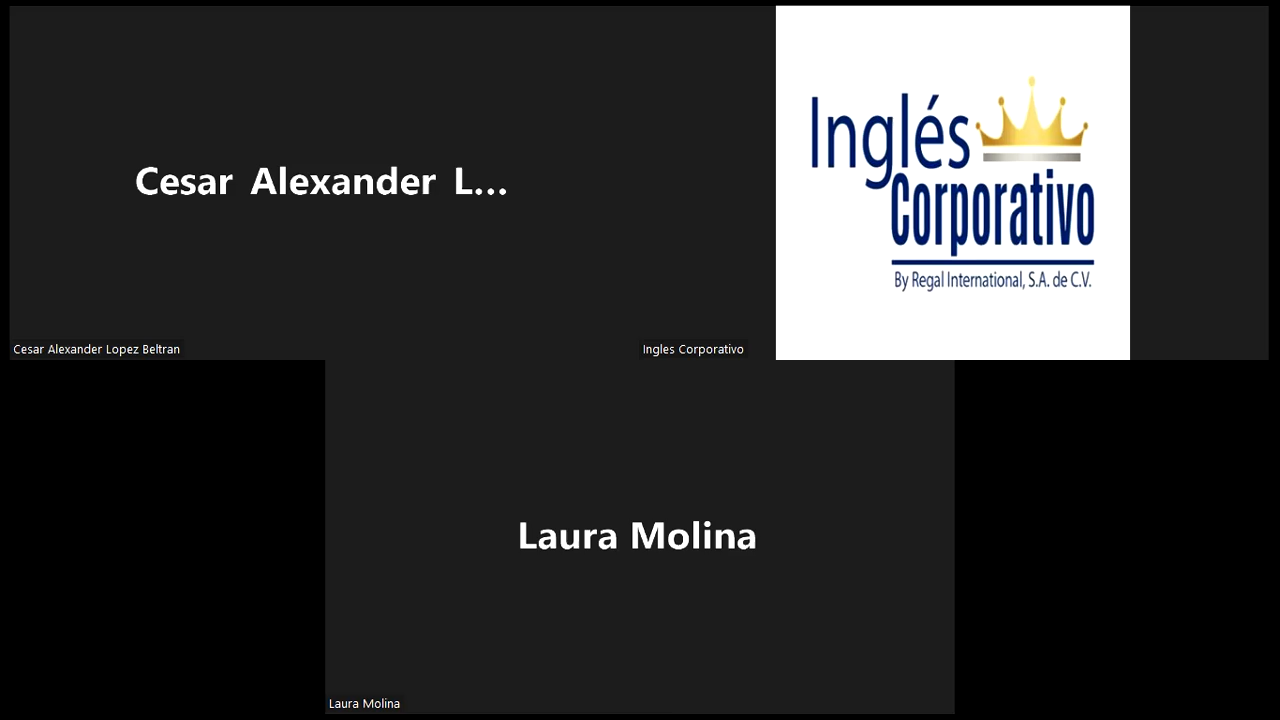 Cesar Alexander L...
Cesar Alexander Lopez Beltran
Inglés
Corporativo
By Regal International, S.A. de C.V.
Ingles Corporativo
Laura Molina
Laura Molina